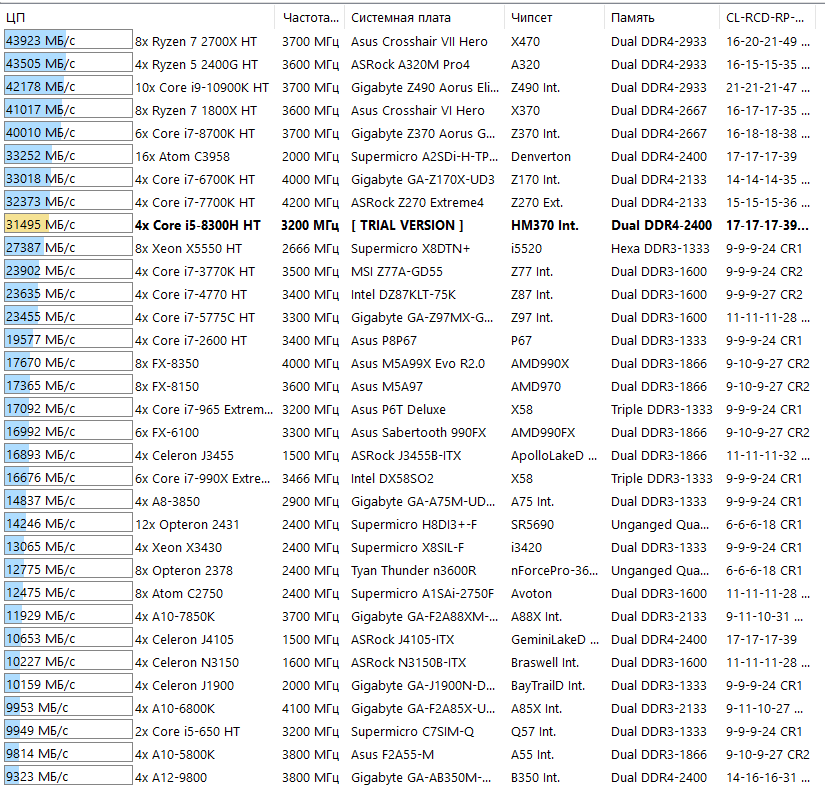 ЦП Частота... Системная плата Чипсет Память CL-RCD-RP-...
43923 МБ/с 8x Ryzen 7 2700X HT 3700 МГц Asus Crosshair VII Hero X470 Dual DDR4-2933 16-20-21-49 ...
43505 МБ/с 4x Ryzen 5 2400G HT 3600 МГц ASRock A320M Pro4 A320 Dual DDR4-2933 16-15-15-35 ...
42178 МБ/с 10x Core i9-10900K HT 3700 МГц Gigabyte Z490 Aorus Eli... Z490 Int. Dual DDR4-2933 21-21-21-47 ...
41017 МБ/с 8x Ryzen 7 1800X HT 3600 МГц Asus Crosshair VI Hero X370 Dual DDR4-2667 16-17-17-35 ...
40010 МБ/с 6x Core i7-8700K HT 3700 МГц Gigabyte Z370 Aorus G... Z370 Int. Dual DDR4-2667 16-18-18-38 ...
33252 МБ/с 16x Atom C3958 2000 МГц Supermicro A2SDi-H-TP... Denverton Dual DDR4-2400 17-17-17-39
33018 МБ/с 4x Core i7-6700K HT 4000 МГц Gigabyte GA-Z170X-UD3 Z170 Int. Dual DDR4-2133 14-14-14-35 ...
32373 МБ/с 4x Core i7-7700K HT 4200 МГц ASRock Z270 Extreme4 Z270 Ext. Dual DDR4-2133 15-15-15-36 ...
31495 МБ/с 4x Core i5-8300H HT 3200 МГц [ TRIAL VERSION ] HM370 Int. Dual DDR4-2400 17-17-17-39...
27387 МБ/с 8x Xeon X5550 HT 2666 МГц Supermicro X8DTN+ i5520 Hexa DDR3-1333 9-9-9-24 CR1
23902 МБ/с 4x Core i7-3770K HT 3500 МГц MSI Z77A-GD55 Z77 Int. Dual DDR3-1600 9-9-9-24 CR2
23635 МБ/с 4x Core i7-4770 HT 3400 МГц Intel DZ87KLT-75K Z87 Int. Dual DDR3-1600 9-9-9-27 CR2
23455 МБ/с 4x Core i7-5775C HT 3300 МГц Gigabyte GA-Z97MX-G... Z97 Int. Dual DDR3-1600 11-11-11-28 ...
19577 МБ/с 4x Core i7-2600 HT 3400 МГц Asus P8P67 P67 Dual DDR3-1333 9-9-9-24 CR1
17670 МБ/с 8x FX-8350 4000 МГц Asus M5A99X Evo R2.0 AMD990X Dual DDR3-1866 9-10-9-27 CR2
17365 МБ/с 8x FX-8150 3600 МГц Asus M5A97 AMD970 Dual DDR3-1866 9-10-9-27 CR2
17092 МБ/с 4x Core i7-965 Extrem... 3200 МГц Asus P6T Deluxe X58 Triple DDR3-1333 9-9-9-24 CR1
16992 МБ/с 6x FX-6100 3300 МГц Asus Sabertooth 990FX AMD990FX Dual DDR3-1866 9-10-9-27 CR2
16893 МБ/с 4x Celeron J3455 1500 МГц ASRock J3455B-ITX ApolloLakeD ... Dual DDR3-1866 11-11-11-32 ...
16676 МБ/с 6x Core i7-990X Extre... 3466 МГц Intel DX58SO2 X58 Triple DDR3-1333 9-9-9-24 CR1
14837 МБ/с 4x A8-3850 2900 МГц Gigabyte GA-A75M-UD... A75 Int. Dual DDR3-1333 9-9-9-24 CR1
14246 МБ/с 12x Opteron 2431 2400 МГц Supermicro H8DI3+-F SR5690 Unganged Qua... 6-6-6-18 CR1
13065 МБ/с 4x Xeon X3430 2400 МГц Supermicro X8SIL-F i3420 Dual DDR3-1333 9-9-9-24 CR1
12775 МБ/с 8x Opteron 2378 2400 МГц Tyan Thunder n3600R nForcePro-36... Unganged Qua... 6-6-6-18 CR1
12475 МБ/с 8x Atom C2750 2400 МГц Supermicro A1SAi-2750F Avoton Dual DDR3-1600 11-11-11-28 ...
11929 МБ/с 4x A10-7850K 3700 МГц Gigabyte GA-F2A88XM-... A88X Int. Dual DDR3-2133 9-11-10-31 ...
10653 МБ/с 4x Celeron J4105 1500 МГц ASRock J4105-ITX GeminiLakeD ... Dual DDR4-2400 17-17-17-39
10227 МБ/с 4x Celeron N3150 1600 МГц ASRock N3150B-ITX Braswell Int. Dual DDR3-1600 11-11-11-28 ...
10159 МБ/с 4x Celeron J1900 2000 МГц Gigabyte GA-J1900N-D... BayTrailD Int. Dual DDR3-1333 9-9-9-24 CR1
9953 МБ/с 4x A10-6800K 4100 МГц Gigabyte GA-F2A85X-U... A85X Int. Dual DDR3-2133 9-11-10-27 ...
9949 МБ/с 2x Core i5-650 HT 3200 МГц Supermicro C7SIM-Q Q57 Int. Dual DDR3-1333 9-9-9-24 CR1
9814 МБ/с 4x A10-5800K 3800 МГц Asus F2A55-M A55 Int. Dual DDR3-1866 9-10-9-27 CR2
9323 МБ/с 4x A12-9800 3800 МГц Gigabyte GA-AB350M-... B350 Int. Dual DDR4-2400 14-16-16-31 ...